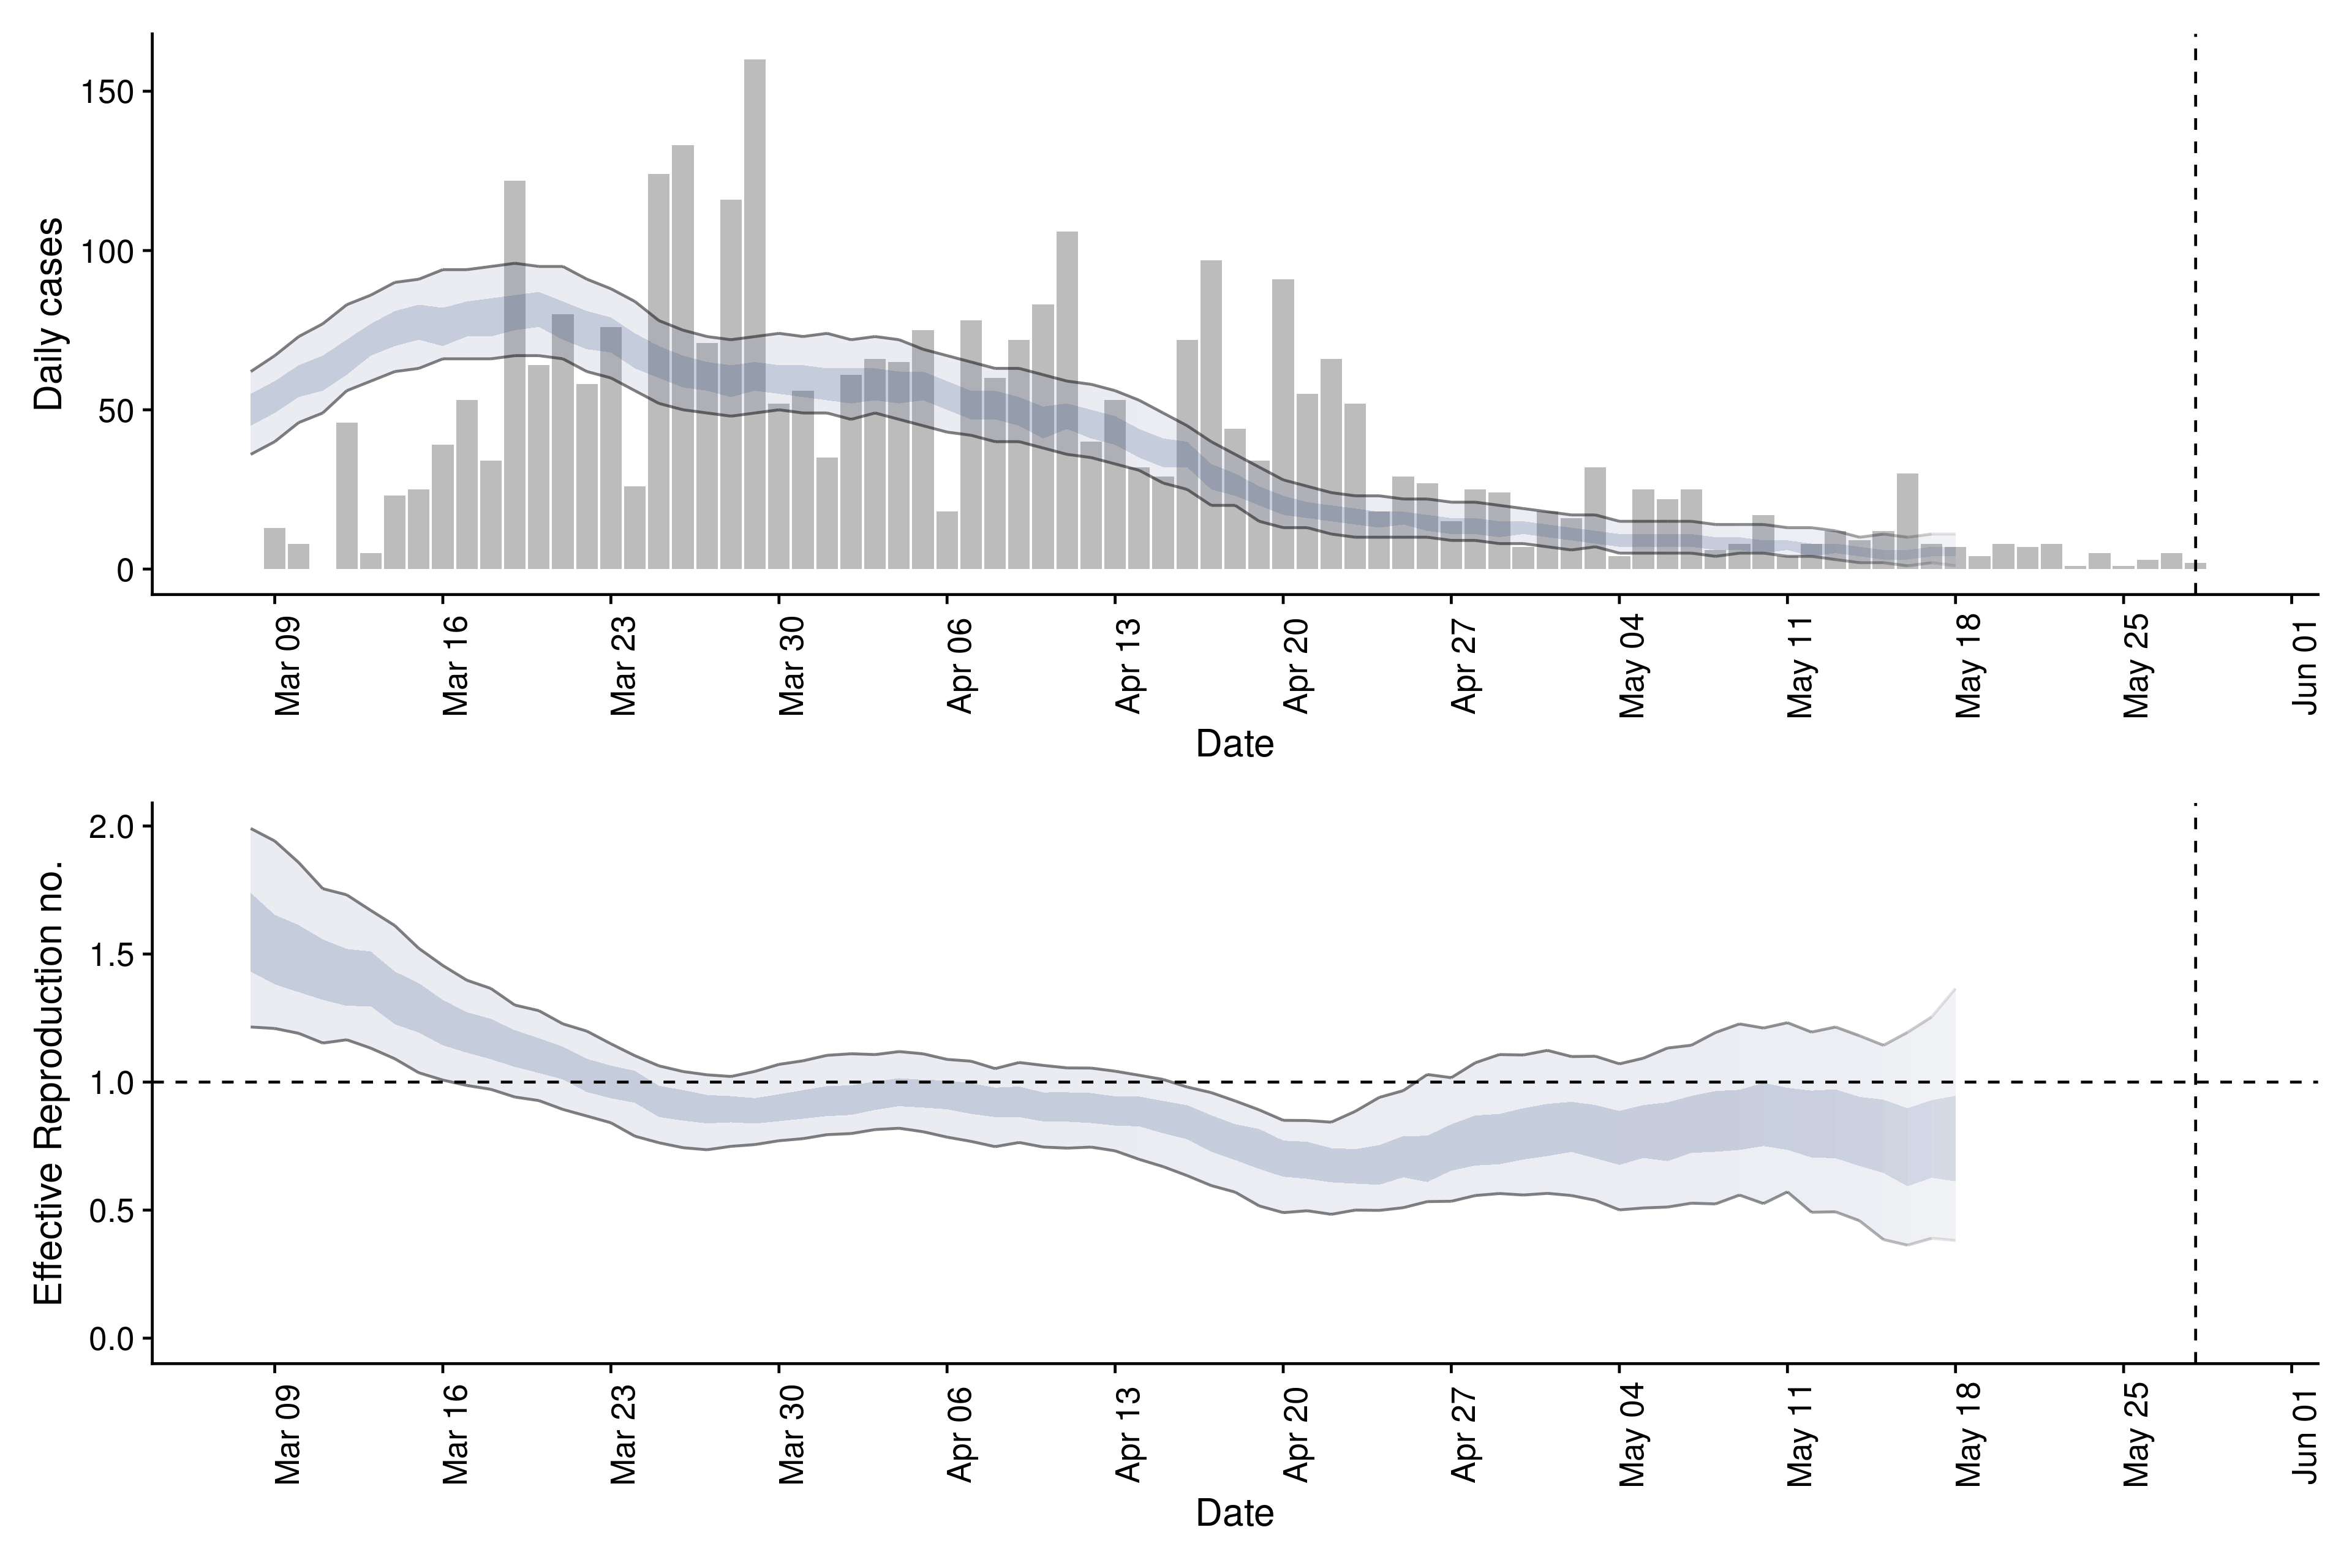 Daily cases
150
100
50
0
Mar 09
Mar 16
Mar 23
Mar 30
Apr 06
Apr 13
Apr 20
Apr 27
May 04
May 11
May 18
May 25
Jun 01
Date
Effective Reproduction no.
2.0
1.5
1.0
0.5
0.0
Mar 09
Mar 16
Mar 23
Mar 30
Apr 06
Apr 13
Apr 20
Apr 27
May 04
May 11
May 18
May 25
Jun 01
Date